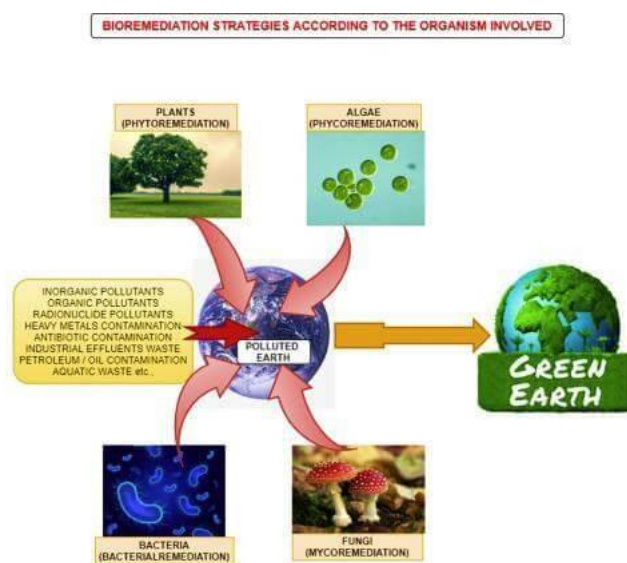 BIOREMEDIATION STRATEGIES ACCORDING TO THE ORGANISM INVOLVED
PLANTS
(PHYTOREMEDIATION)
ALGAE
(PHYCOREMEDIATION)
INORGANIC POLLUTANTS
ORGANIC POLLUTANTS
RADIONUCLIDE POLLUTANTS
HEAVY METALS CONTAMINATION
ANTIBIOTIC CONTAMINATION
INDUSTRIAL EFFLUENTS WASTE
PETROLEUM / OIL CONTAMINATION
AQUATIC WASTE etc.,
POLLUTED
EARTH
GREEN
EARTH
BACTERIA
(BACTERIALREMEDIATION)
FUNGI
(MYCOREMEDIATION)